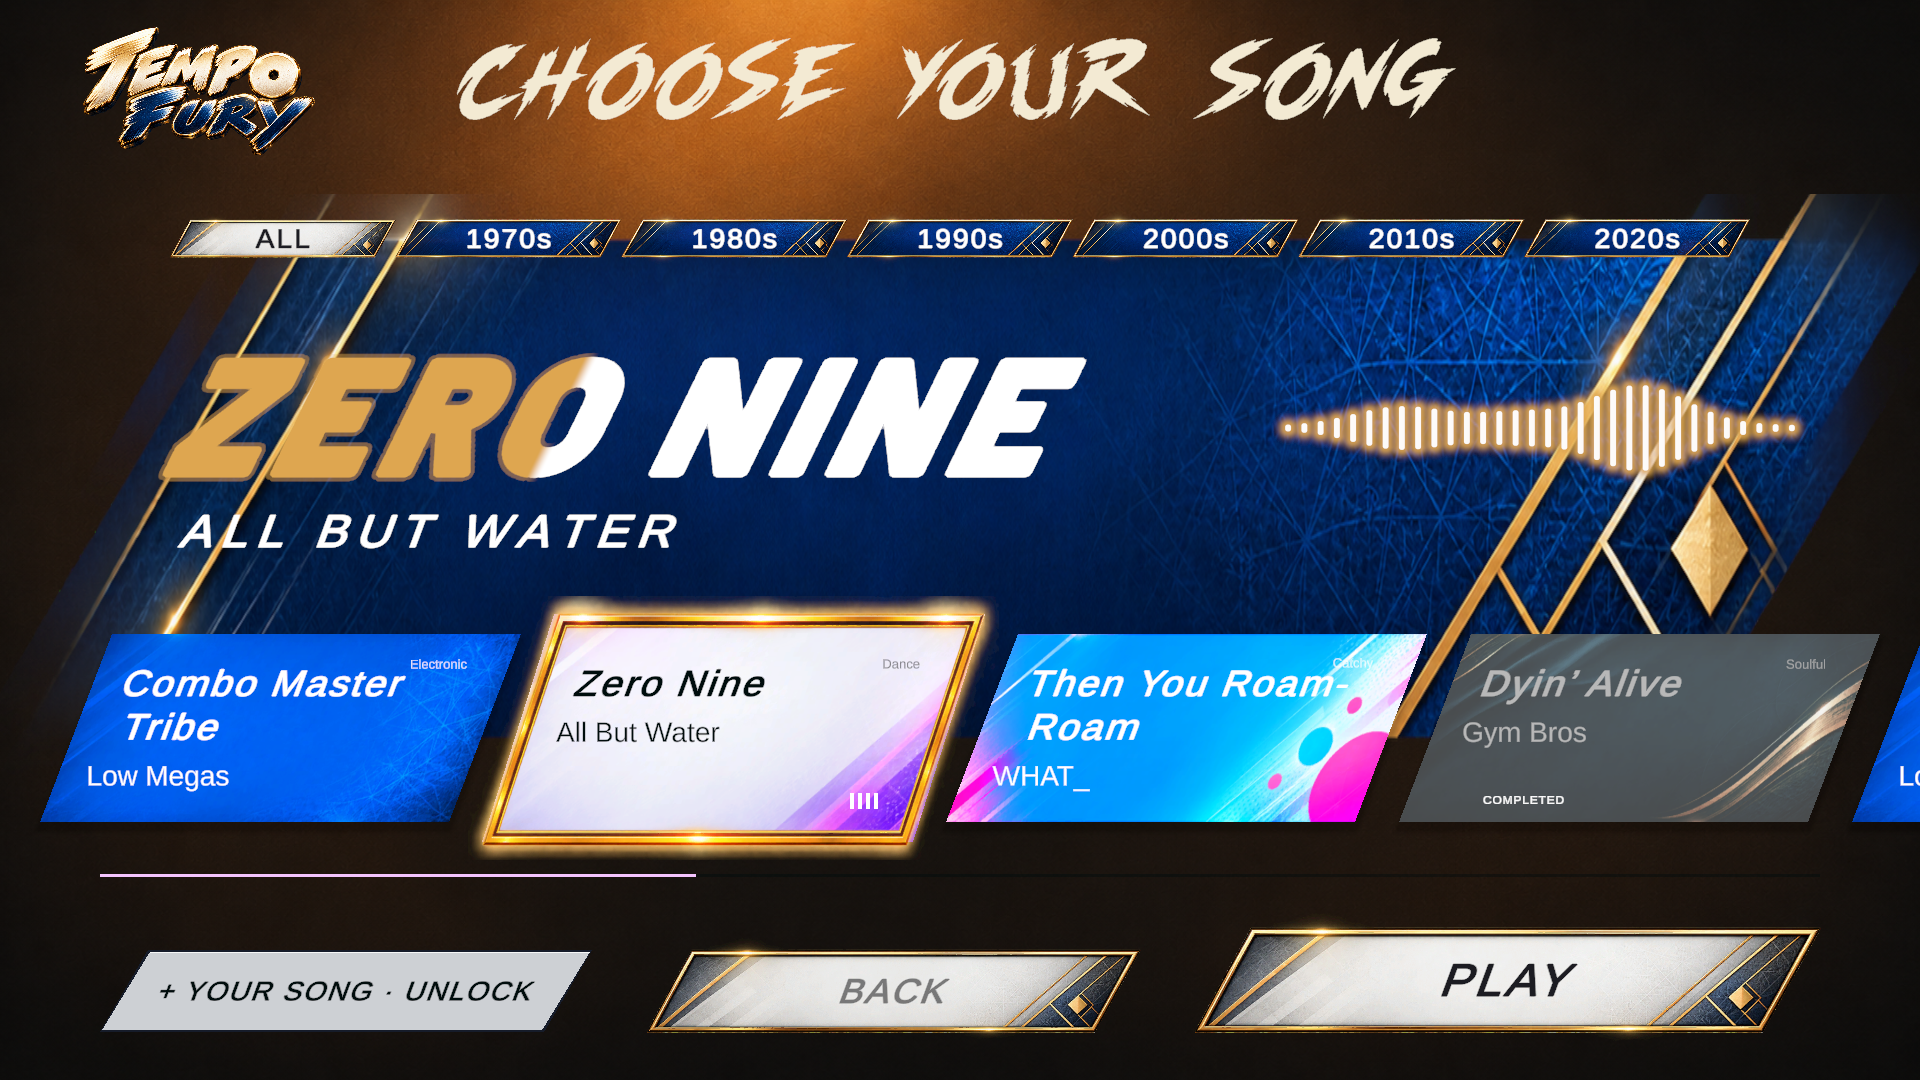 TEMPO
FURY
CHOOSE YOUR SONG
ALL
1970s
1980s
1990s
2000s
2010s
2020s
ZERO NINE
ALL BUT WATER
Electronic
Combo Master
Tribe
Low Megas
Dance
Zero Nine
All But Water
Catchy
Then You Roam-
Roam
WHAT_
Soulful
Dyin’ Alive
Gym Bros
COMPLETED
Lo
+ YOUR SONG · UNLOCK
BACK
PLAY